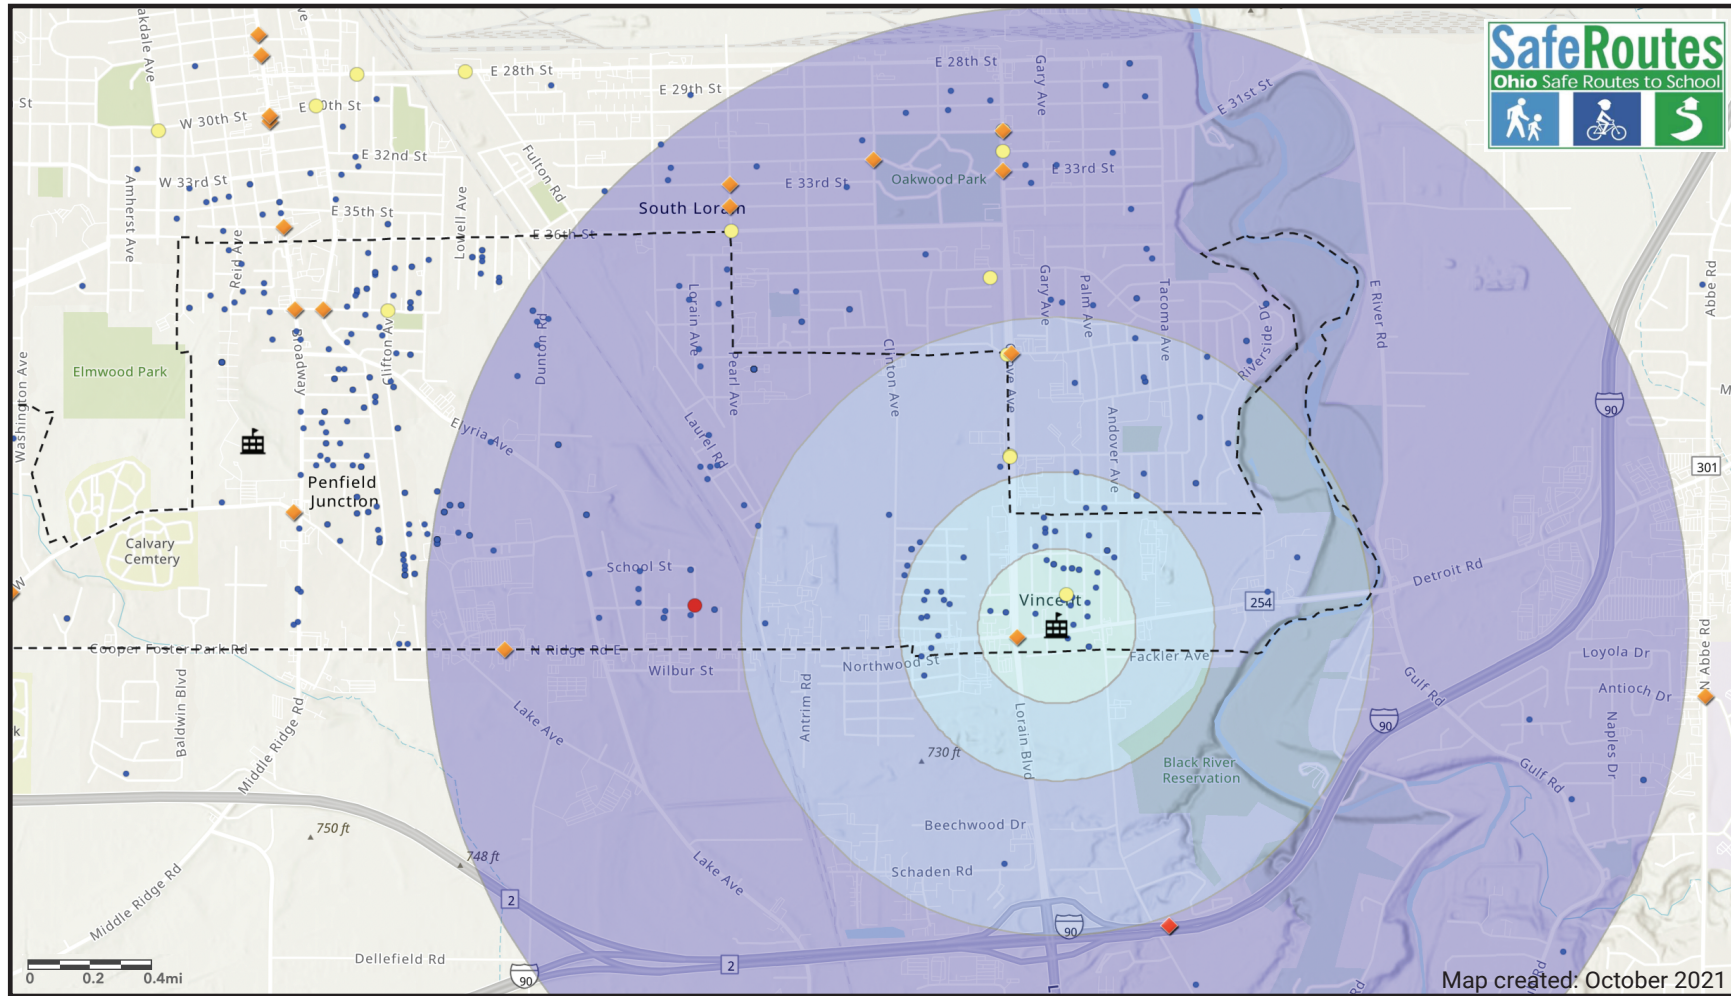 SafeRoutes
Ohio Safe Routes to School
E 28th St
E 28th St
E 29th St
Gary Ave
E 31st St
St
W 30th St
E 32nd St
Fulton Rd
E 33rd St
Oakwood Park
E 33rd St
W 33rd St
Amherst Ave
E 35th St
Lowell Ave
South Lorain
E 36th St
Lorain Ave
Gary Ave
Palm Ave
Tacoma Ave
Riverside Dr
E River Rd
Abbe Rd
Broadway
Clifton Av
Dunton Rd
Pearl Ave
Clinton Ave
Washington Ave
Elmwood Park
Elyria Ave
Laurel Rd
Andover Ave
90
301
Penfield
Junction
Calvary
Cemtery
School St
Vincent
254
Detroit Rd
Cooper Foster Park Rd
N Ridge Rd E
Wilbur St
Northwood St
Fackler Ave
Loyola Dr
Antioch Dr
N Abbe Rd
Baldwin Blvd
Middle Ridge Rd
Lake Ave
Antrim Rd
Lorain Blvd
730 ft
Black River
Reservation
Gulf Rd
90
Gulf Rd
Naples Dr
750 ft
748 ft
Beechwood Dr
Lake Ave
Schaden Rd
Middle Ridge Rd
2
90
2
Dellefield Rd
90
0 0.2 0.4mi
Rd
Rd
Map created: October 2021